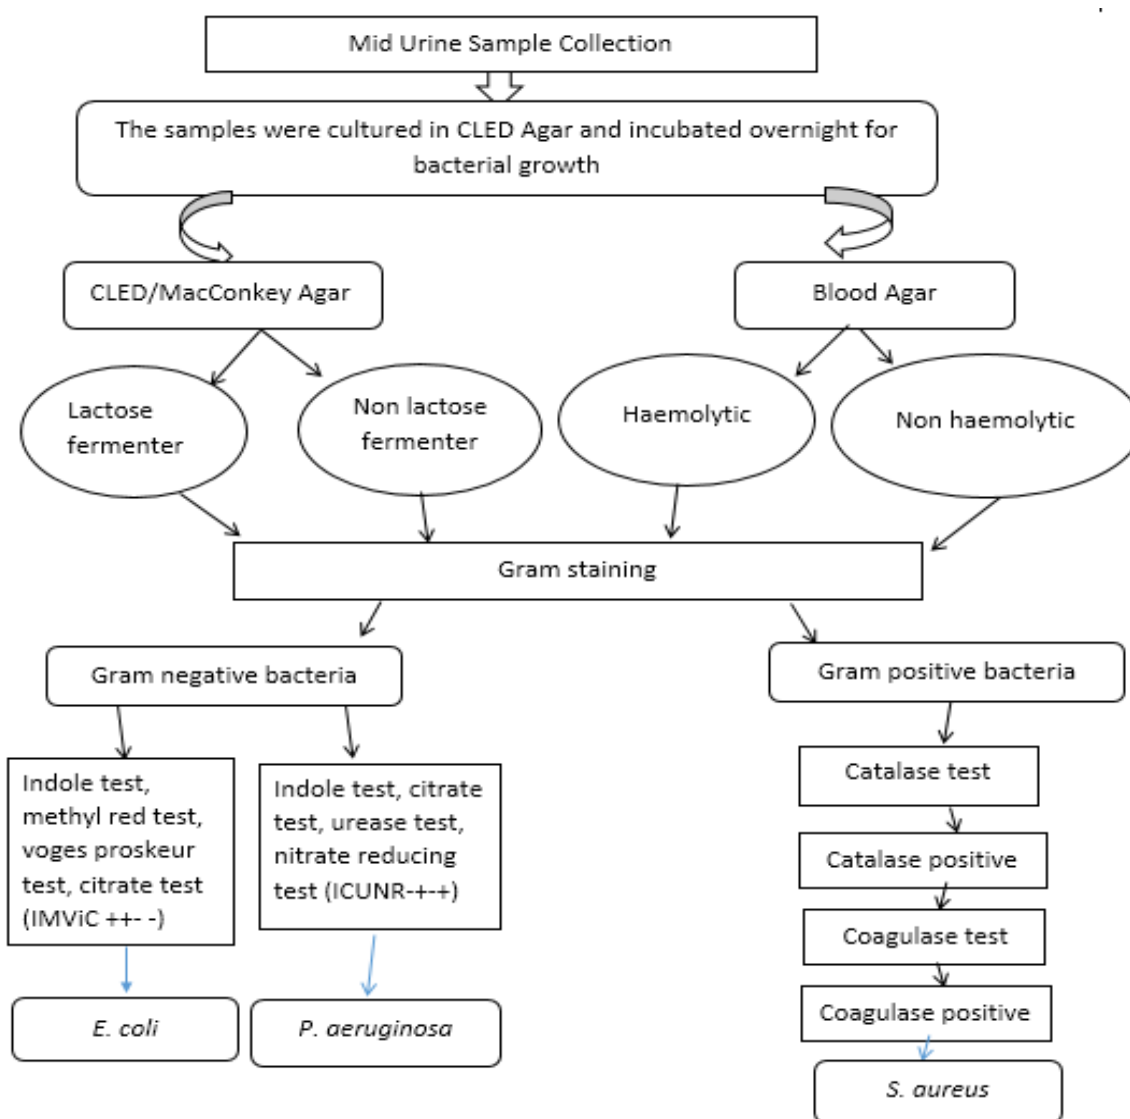 Mid Urine Sample Collection
The samples were cultured in CLED Agar and incubated overnight for
bacterial growth
CLED/MacConkey Agar
Blood Agar
Lactose
fermenter
Non lactose
fermenter
Haemolytic
Non haemolytic
Gram staining
Gram negative bacteria
Gram positive bacteria
Indole test,
methyl red test,
voges proskeur
test, citrate test
(IMViC ++- -)
Indole test, citrate
test, urease test,
nitrate reducing
test (ICUNR-+-+)
Catalase test
Catalase positive
Coagulase test
Coagulase positive
E. coli
P. aeruginosa
S. aureus